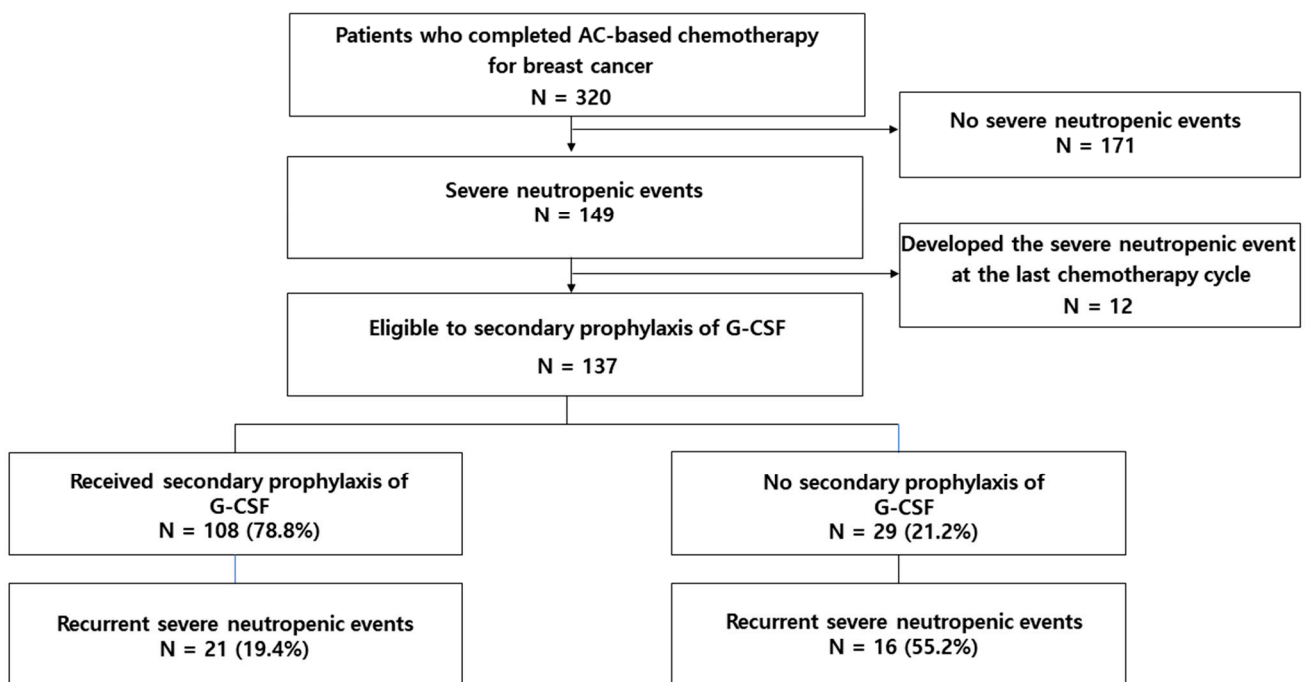 Patients who completed AC-based chemotherapy
for breast cancer
N = 320
No severe neutropenic events
N = 171
Severe neutropenic events
N = 149
Developed the severe neutropenic event
at the last chemotherapy cycle
N = 12
Eligible to secondary prophylaxis of G-CSF
N = 137
Received secondary prophylaxis of
G-CSF
N = 108 (78.8%)
No secondary prophylaxis of
G-CSF
N = 29 (21.2%)
Recurrent severe neutropenic events
N = 21 (19.4%)
Recurrent severe neutropenic events
N = 16 (55.2%)